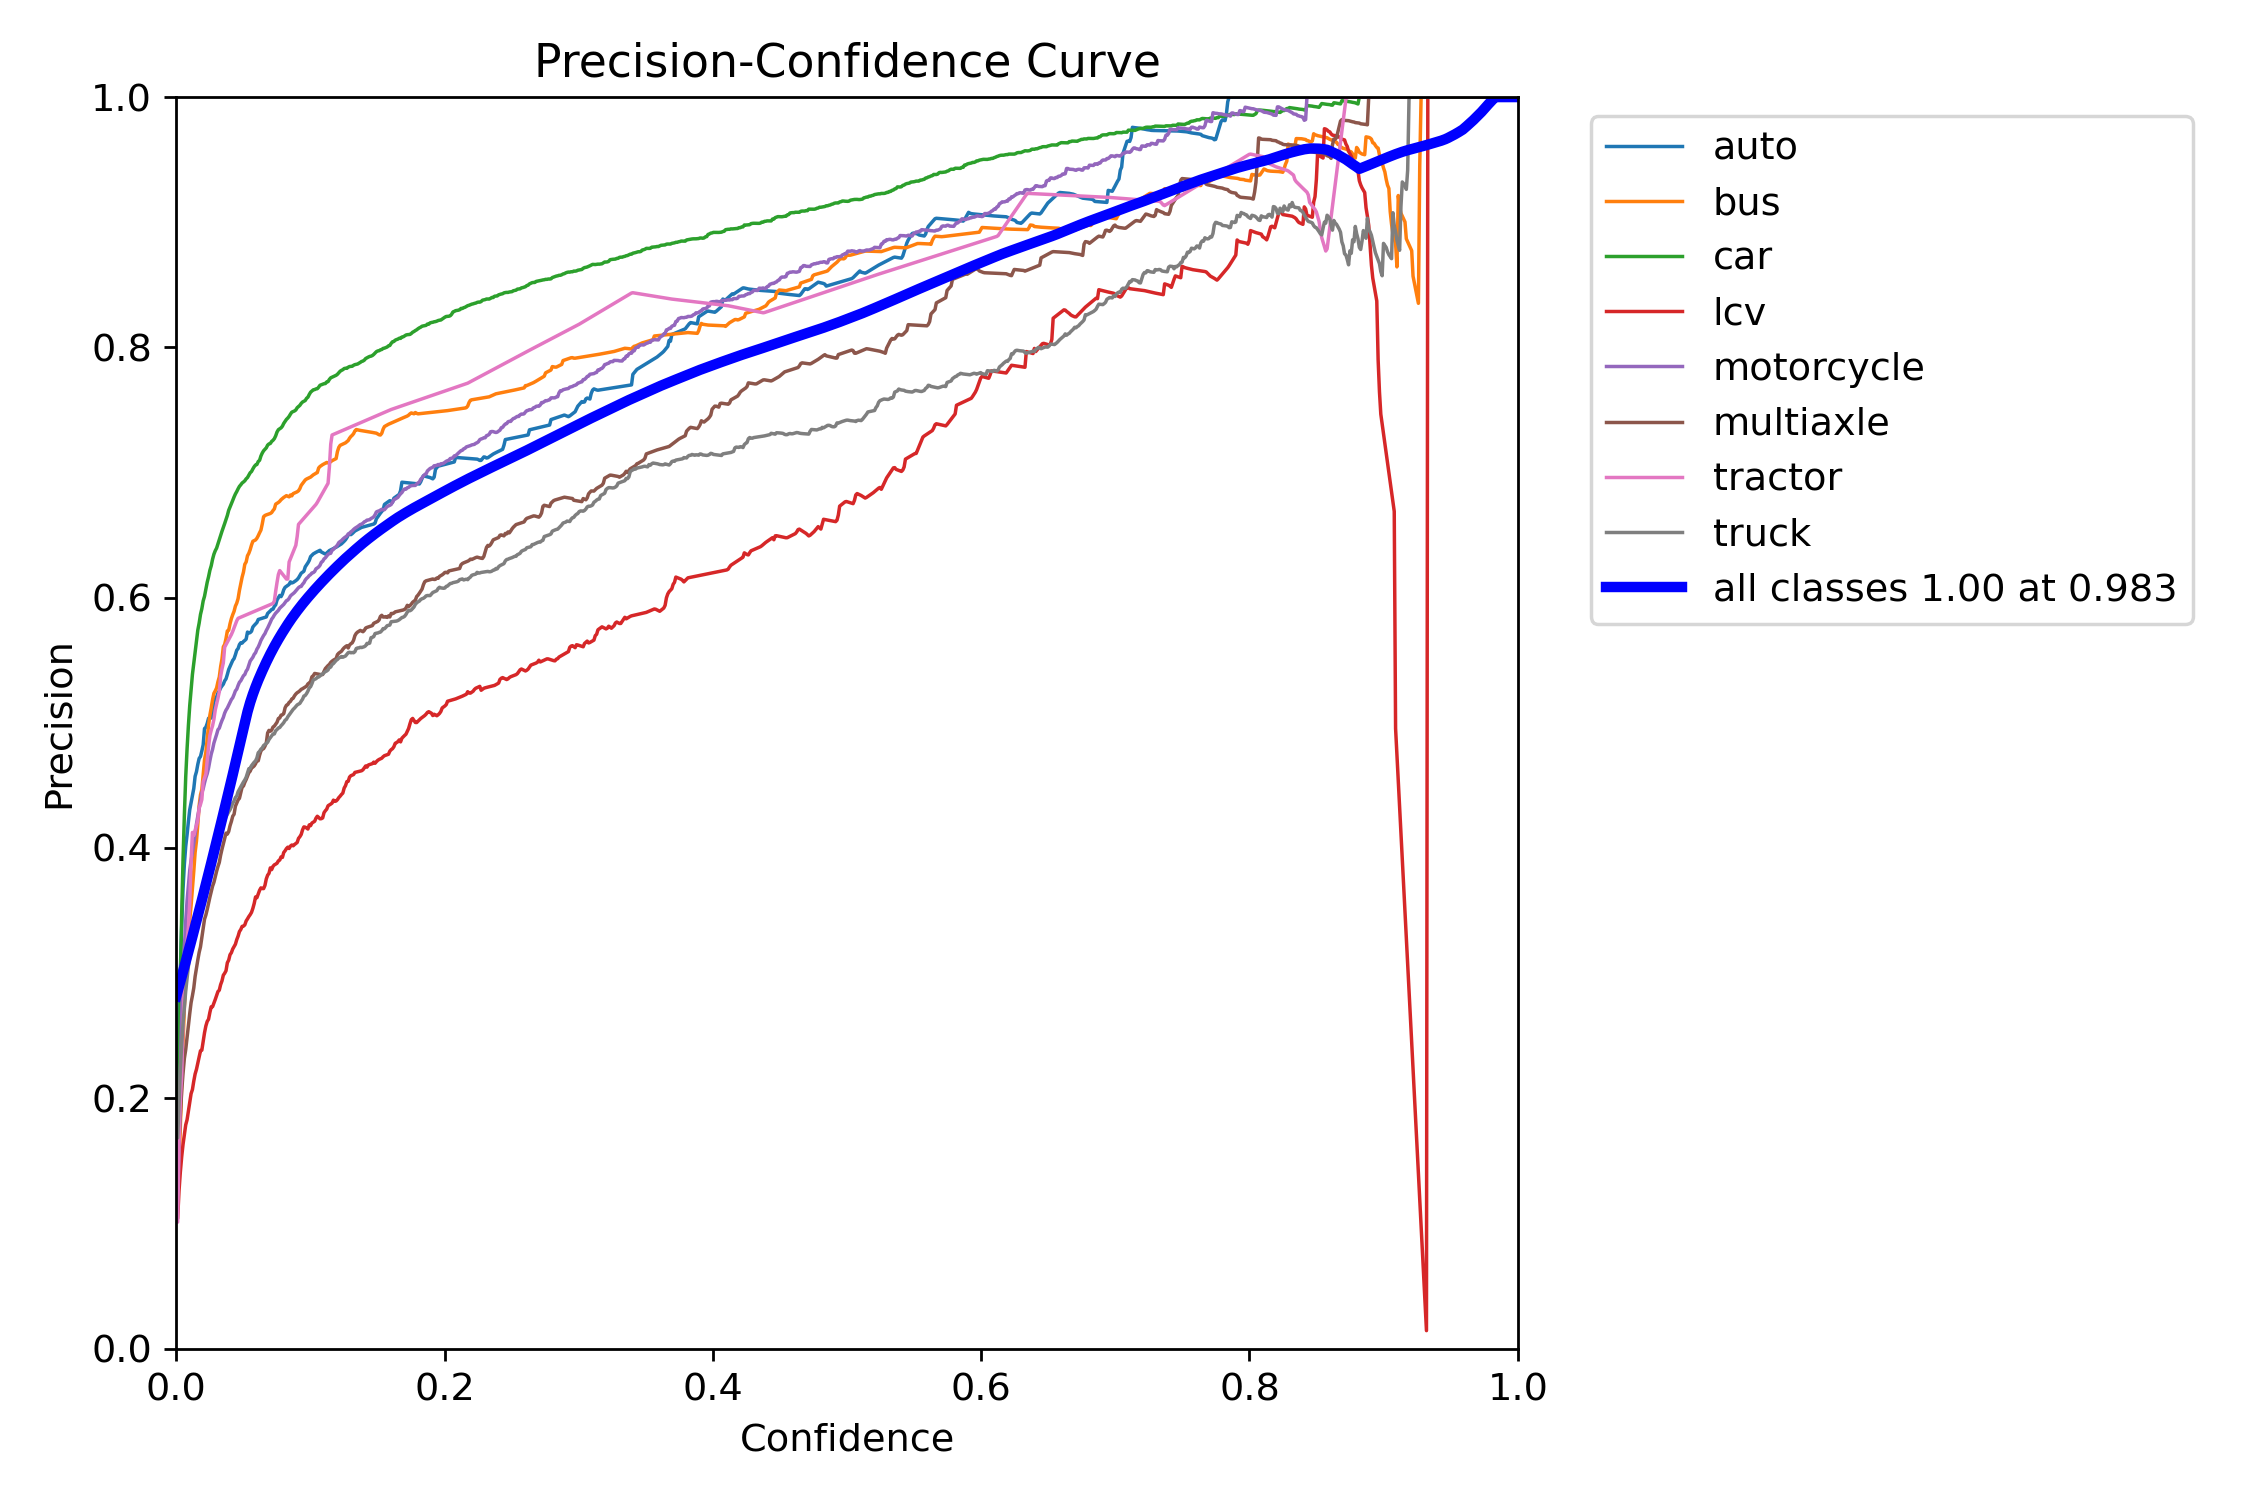 Precision-Confidence Curve
1.0
0.8
0.6
0.4
0.2
0.0
Precision
0.0 0.2 0.4 0.6 0.8 1.0
Confidence
auto
bus
car
lcv
motorcycle
multiaxle
tractor
truck
all classes 1.00 at 0.983